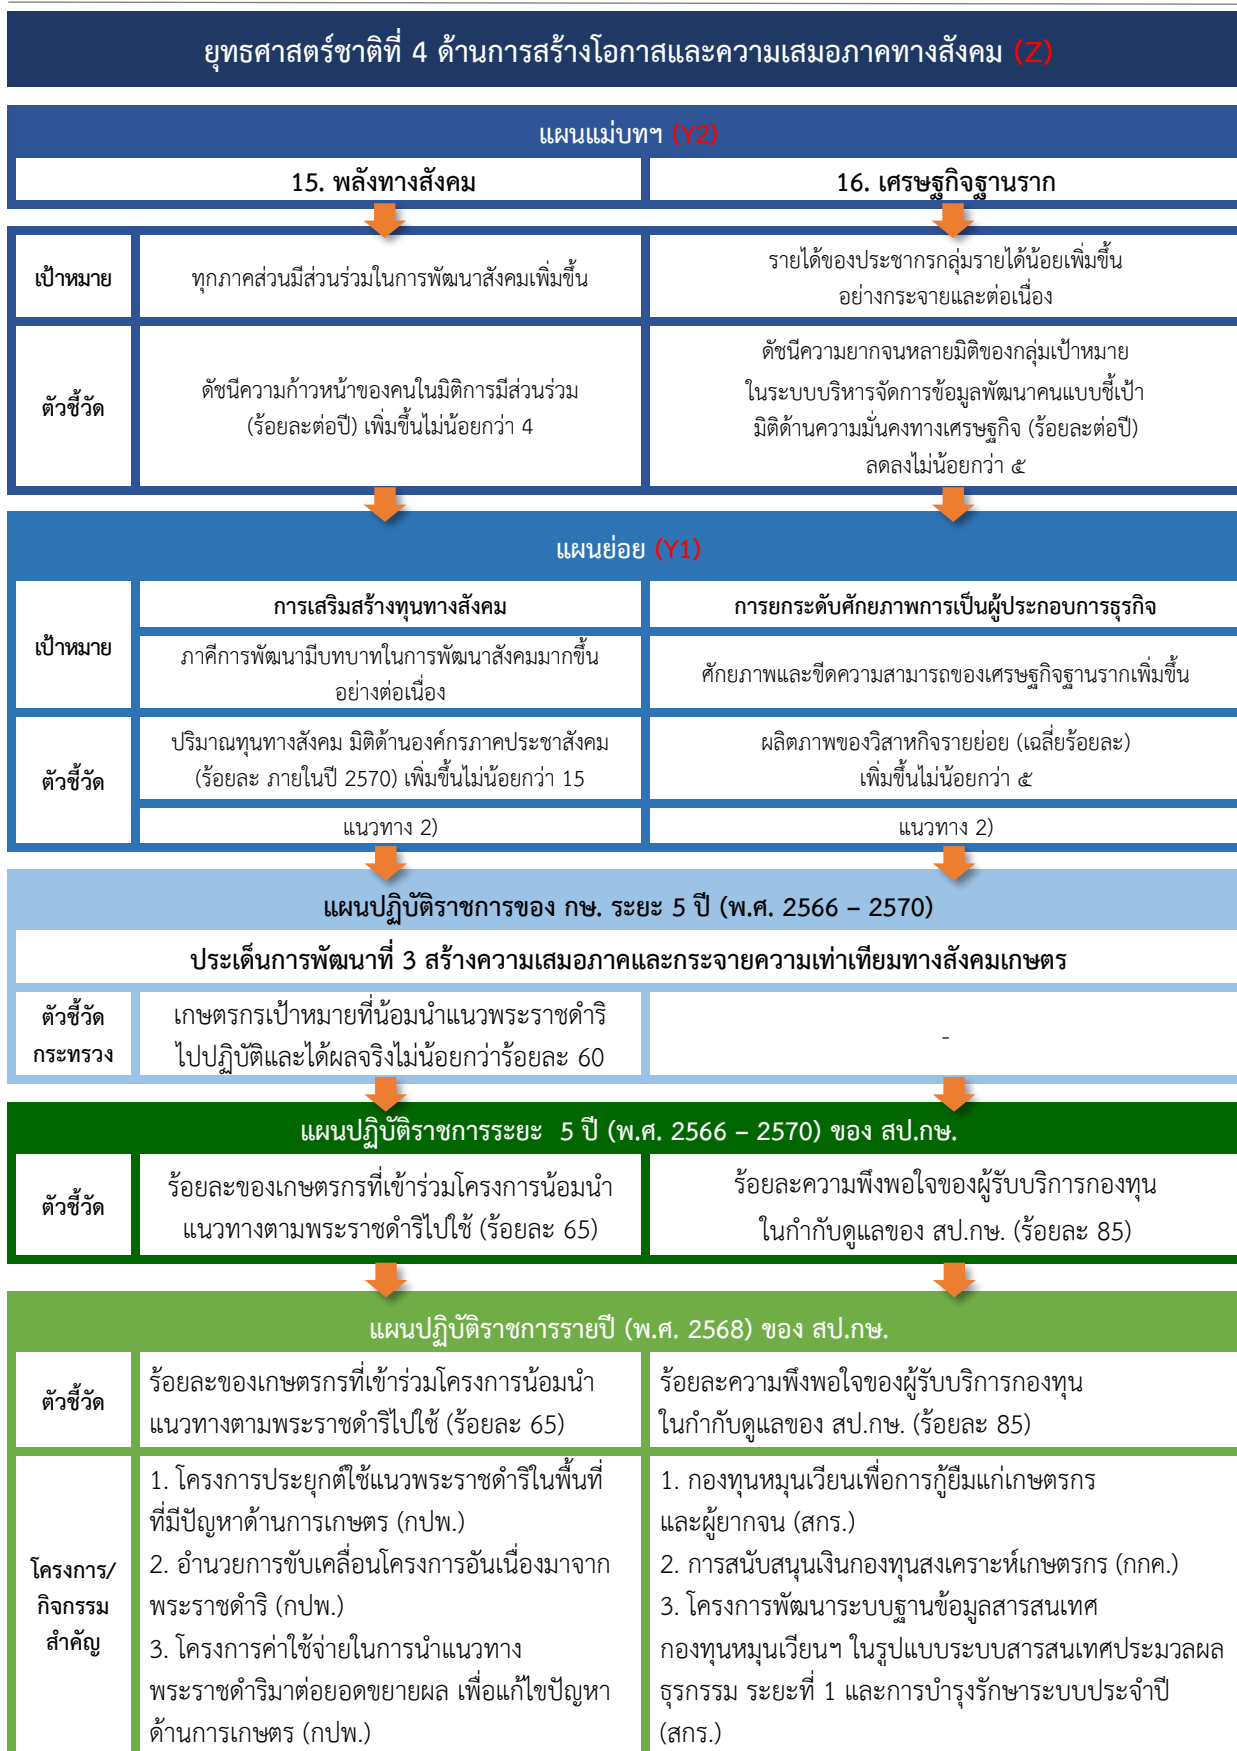 ยุทธศาสตร์ชาติที่ 4 ด้านการสร้างโอกาสและความเสมอภาคทางสังคม (Z)
แผนแม่บทฯ (Y2)
15. พลังทางสังคม
16. เศรษฐกิจฐานราก
เป้าหมาย
ทุกภาคส่วนมีส่วนร่วมในการพัฒนาสังคมเพิ่มขึ้น
รายได้ของประชากรกลุ่มรายได้น้อยเพิ่มขึ้น
อย่างกระจายและต่อเนื่อง
ตัวชี้วัด
ดัชนีความก้าวหน้าของคนในมิติการมีส่วนร่วม
(ร้อยละต่อปี) เพิ่มขึ้นไม่น้อยกว่า 4
ดัชนีความยากจนหลายมิติของกลุ่มเป้าหมาย
ในระบบบริหารจัดการข้อมูลพัฒนาคนแบบชี้เป้า
มิติด้านความมั่นคงทางเศรษฐกิจ (ร้อยละต่อปี)
ลดลงไม่น้อยกว่า ๕
แผนย่อย (Y1)
เป้าหมาย
การเสริมสร้างทุนทางสังคม
การยกระดับศักยภาพการเป็นผู้ประกอบการธุรกิจ
ภาคีการพัฒนามีบทบาทในการพัฒนาสังคมมากขึ้น
อย่างต่อเนื่อง
ศักยภาพและขีดความสามารถของเศรษฐกิจฐานรากเพิ่มขึ้น
ตัวชี้วัด
ปริมาณทุนทางสังคม มิติด้านองค์กรภาคประชาสังคม
(ร้อยละ ภายในปี 2570) เพิ่มขึ้นไม่น้อยกว่า 15
ผลิตภาพของวิสาหกิจรายย่อย (เฉลี่ยร้อยละ)
เพิ่มขึ้นไม่น้อยกว่า ๕
แนวทาง 2)
แนวทาง 2)
แผนปฏิบัติราชการของ กษ. ระยะ 5 ปี (พ.ศ. 2566 – 2570)
ประเด็นการพัฒนาที่ 3 สร้างความเสมอภาคและกระจายความเท่าเทียมทางสังคมเกษตร
ตัวชี้วัด
กระทรวง
เกษตรกรเป้าหมายที่น้อมนำแนวพระราชดำริ
ไปปฏิบัติและได้ผลจริงไม่น้อยกว่าร้อยละ 60
-
แผนปฏิบัติราชการระยะ 5 ปี (พ.ศ. 2566 – 2570) ของ สป.กษ.
ตัวชี้วัด
ร้อยละของเกษตรกรที่เข้าร่วมโครงการน้อมนำ
แนวทางตามพระราชดำริไปใช้ (ร้อยละ 65)
ร้อยละความพึงพอใจของผู้รับบริการกองทุน
ในกำกับดูแลของ สป.กษ. (ร้อยละ 85)
แผนปฏิบัติราชการรายปี (พ.ศ. 2568) ของ สป.กษ.
ตัวชี้วัด
ร้อยละของเกษตรกรที่เข้าร่วมโครงการน้อมนำ
แนวทางตามพระราชดำริไปใช้ (ร้อยละ 65)
ร้อยละความพึงพอใจของผู้รับบริการกองทุน
ในกำกับดูแลของ สป.กษ. (ร้อยละ 85)
โครงการ/
กิจกรรม
สำคัญ
1. โครงการประยุกต์ใช้แนวพระราชดำริในพื้นที่
ที่มีปัญหาด้านการเกษตร (กปพ.)
2. อำนวยการขับเคลื่อนโครงการอันเนื่องมาจาก
พระราชดำริ (กปพ.)
3. โครงการค่าใช้จ่ายในการนำแนวทาง
พระราชดำริมาต่อยอดขยายผล เพื่อแก้ไขปัญหา
ด้านการเกษตร (กปพ.)
1. กองทุนหมุนเวียนเพื่อการกู้ยืมแก่เกษตรกร
และผู้ยากจน (สกร.)
2. การสนับสนุนเงินกองทุนสงเคราะห์เกษตรกร (กกค.)
3. โครงการพัฒนาระบบฐานข้อมูลสารสนเทศ
กองทุนหมุนเวียนฯ ในรูปแบบระบบสารสนเทศประมวลผล
ธุรกรรม ระยะที่ 1 และการบำรุงรักษาระบบประจำปี
(สกร.)